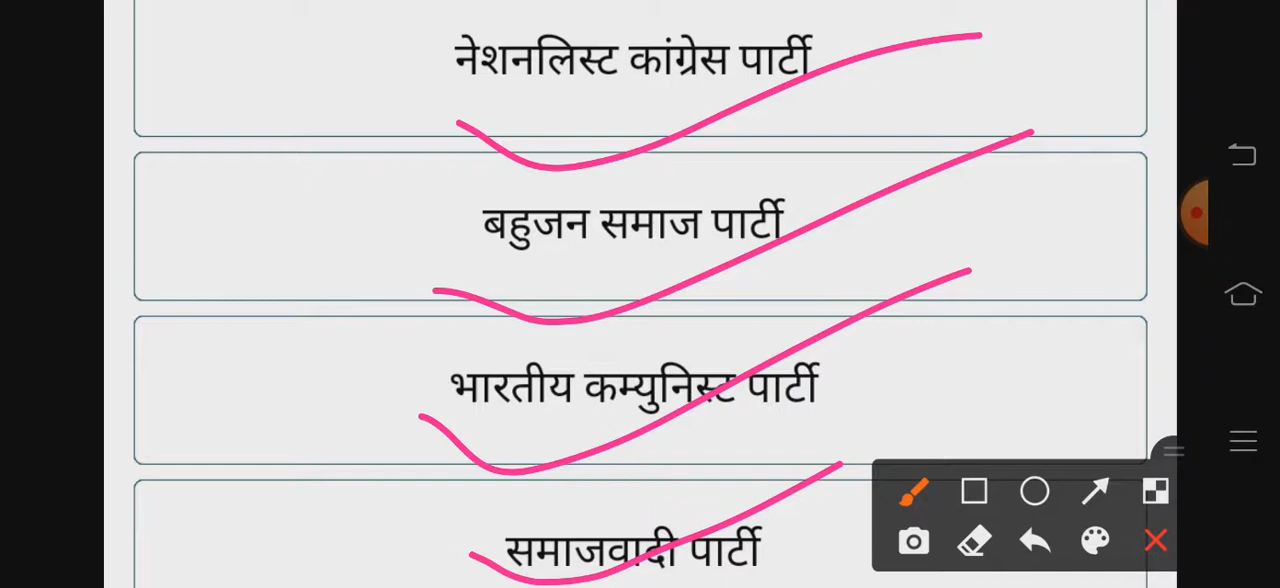 नेशनलिस्ट कांग्रेस पार्टी
बहुजन समाज पार्टी
भारतीय कम्युनिस्ट पार्टी
समाजवादी पार्टी